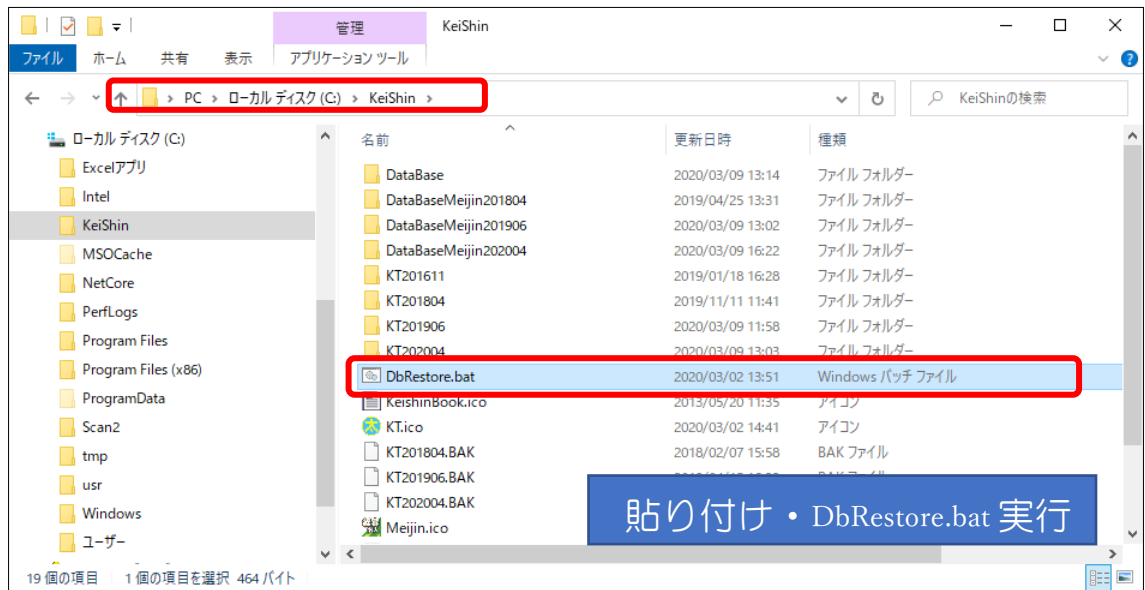 管理 KeiShin
ファイル ホーム 共有 表示 アプリケーション ツール
PC › ローカル ディスク (C:) › KeiShin › KeiShinの検索
ローカル ディスク (C:)
Excelアプリ
Intel
KeiShin
MSOCache
NetCore
PerfLogs
Program Files
Program Files (x86)
ProgramData
Scan2
tmp
usr
Windows
ユーザー
名前 更新日時 種類
DataBase 2020/03/09 13:14 ファイル フォルダー
DataBaseMeijin201804 2019/04/25 13:31 ファイル フォルダー
DataBaseMeijin201906 2020/03/09 13:02 ファイル フォルダー
DataBaseMeijin202004 2020/03/09 16:22 ファイル フォルダー
KT201611 2019/01/18 16:28 ファイル フォルダー
KT201804 2019/11/11 11:41 ファイル フォルダー
KT201906 2020/03/09 11:58 ファイル フォルダー
KT202004 2020/03/09 13:03 ファイル フォルダー
DbRestore.bat 2020/03/02 13:51 Windows バッチ ファイル
KeishinBook.ico 2013/05/20 11:35 アイコン
KT.ico 2020/03/02 14:41 アイコン
KT201804.BAK 2018/02/07 15:58 BAK ファイル
KT201906.BAK
KT202004.BAK
Meijin.ico
貼り付け・DbRestore.bat 実行
19 個の項目 1 個の項目を選択 464 バイト